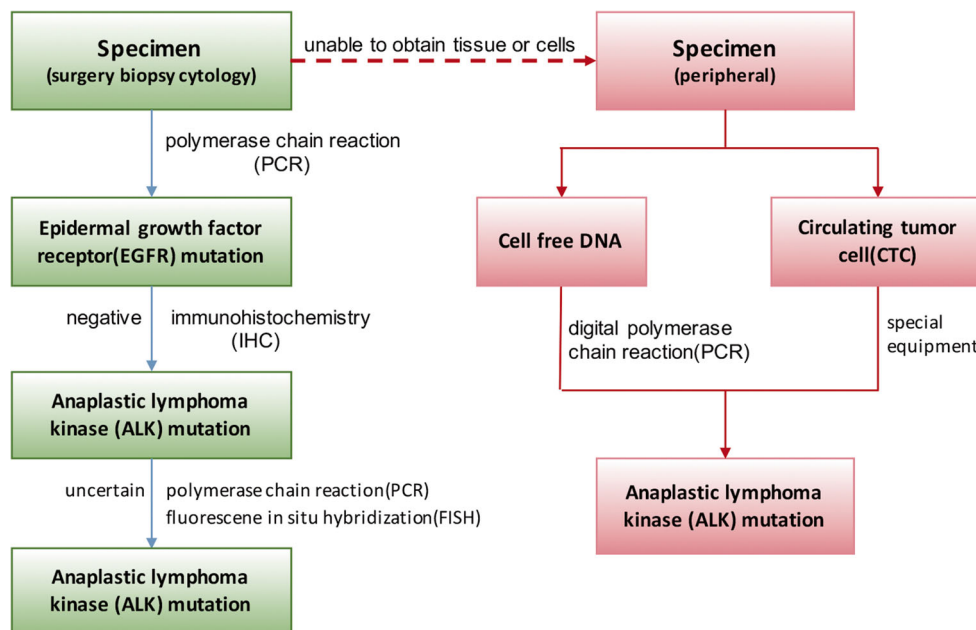 Specimen
(surgery biopsy cytology)
unable to obtain tissue or cells
Specimen
(peripheral)
polymerase chain reaction
(PCR)
Epidermal growth factor
receptor(EGFR) mutation
Cell free DNA
Circulating tumor
cell(CTC)
negative
immunohistochemistry
(IHC)
digital polymerase
chain reaction(PCR)
special
equipment
Anaplastic lymphoma
kinase (ALK) mutation
uncertain
polymerase chain reaction(PCR)
fluorescene in situ hybridization(FISH)
Anaplastic lymphoma
kinase (ALK) mutation
Anaplastic lymphoma
kinase (ALK) mutation